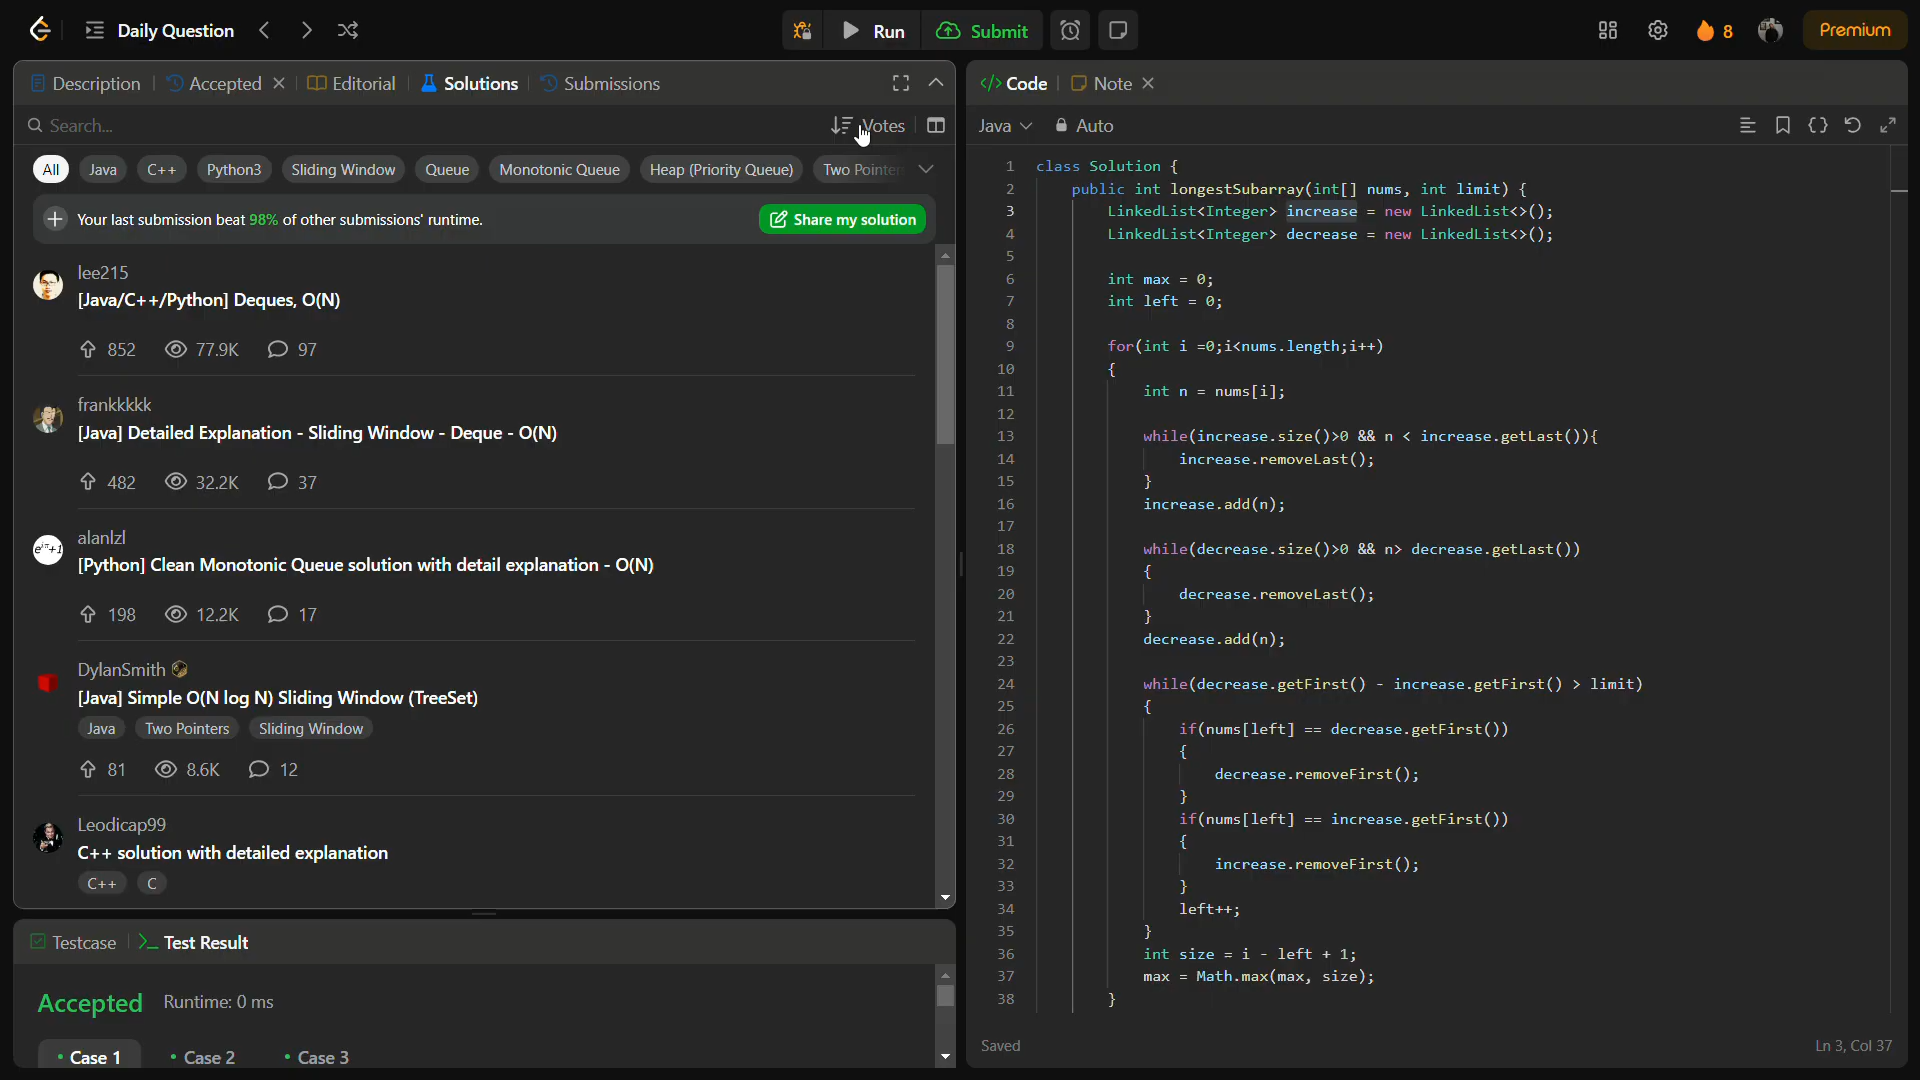 Daily Question
Run
Submit
8
Premium
Description
Accepted
Editorial
Solutions
Submissions
Search...
Votes
All
Java
C++
Python3
Sliding Window
Queue
Monotonic Queue
Heap (Priority Queue)
Two Pointers
Your last submission beat 98% of other submissions' runtime.
Share my solution
lee215
[Java/C++/Python] Deques, O(N)
852 77.9K 97
frankkkkk
[Java] Detailed Explanation - Sliding Window - Deque - O(N)
482 32.2K 37
e^iπ+1
alanlzl
[Python] Clean Monotonic Queue solution with detail explanation - O(N)
198 12.2K 17
DylanSmith
[Java] Simple O(N log N) Sliding Window (TreeSet)
Java Two Pointers Sliding Window
81 8.6K 12
Leodicap99
C++ solution with detailed explanation
C++ C
Testcase
Test Result
Accepted Runtime: 0 ms
Case 1 Case 2 Case 3
</> Code
Note
Java
Auto
1 class Solution {
2 public int longestSubarray(int[] nums, int limit) {
3 LinkedList<Integer> increase = new LinkedList<>();
4 LinkedList<Integer> decrease = new LinkedList<>();
5
6 int max = 0;
7 int left = 0;
8
9 for(int i =0;i<nums.length;i++)
10 {
11 int n = nums[i];
12
13 while(increase.size()>0 && n < increase.getLast()){
14 increase.removeLast();
15 }
16 increase.add(n);
17
18 while(decrease.size()>0 && n> decrease.getLast())
19 {
20 decrease.removeLast();
21 }
22 decrease.add(n);
23
24 while(decrease.getFirst() - increase.getFirst() > limit)
25 {
26 if(nums[left] == decrease.getFirst())
27 {
28 decrease.removeFirst();
29 }
30 if(nums[left] == increase.getFirst())
31 {
32 increase.removeFirst();
33 }
34 left++;
35 }
36 int size = i - left + 1;
37 max = Math.max(max, size);
38 }
Saved
Ln 3, Col 37